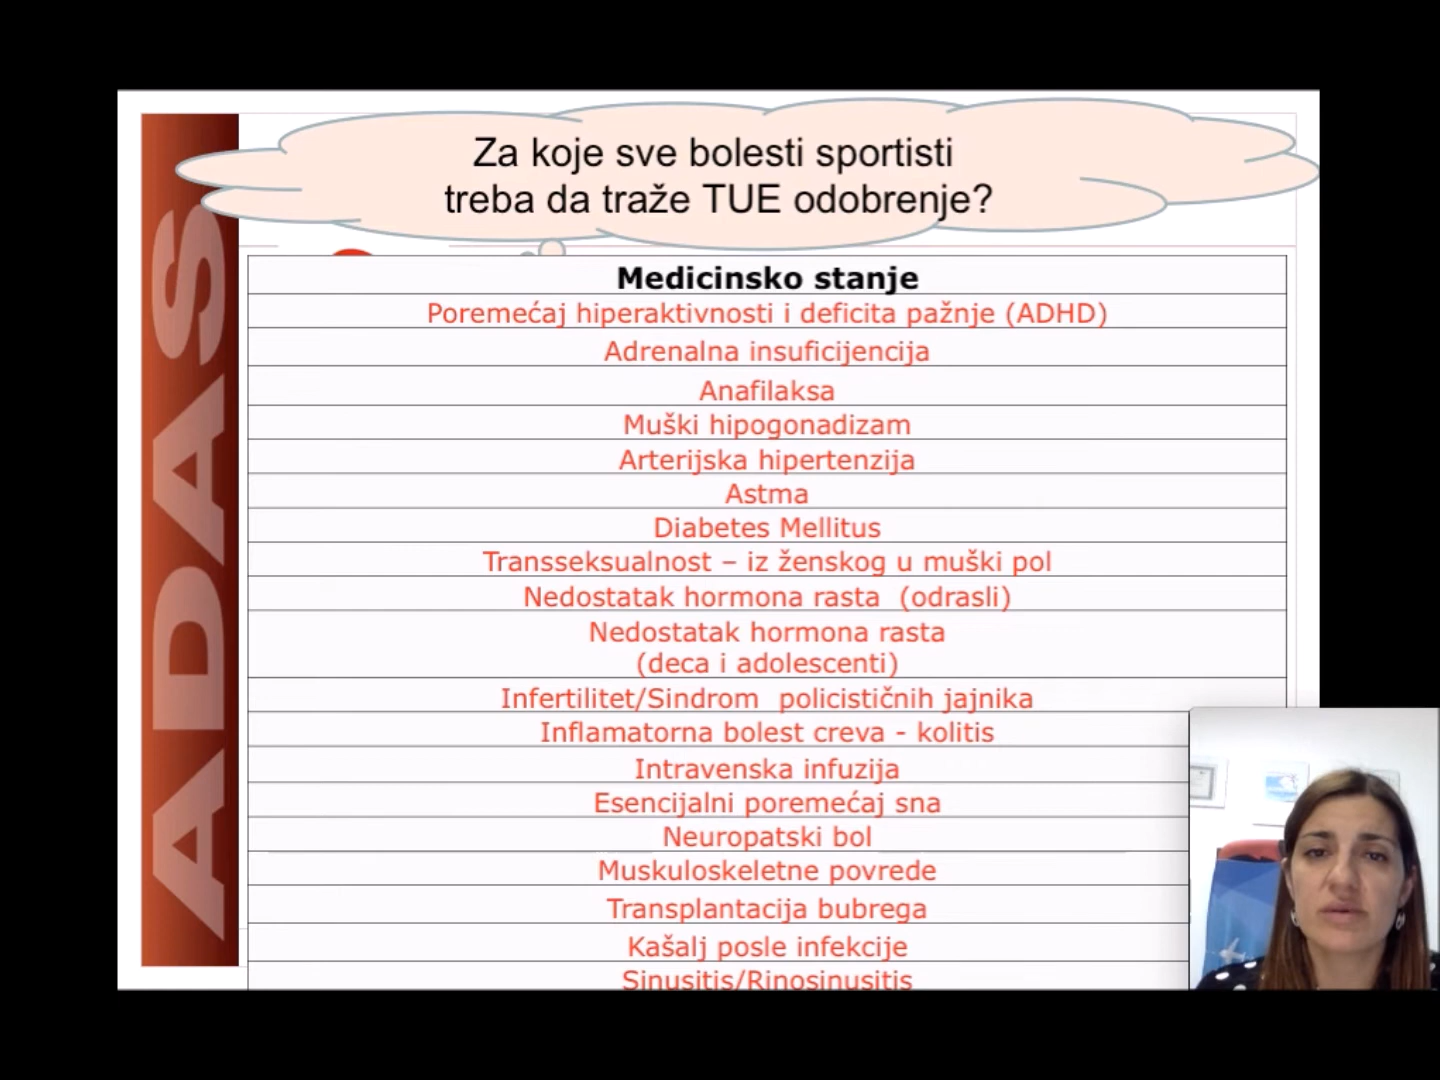 Za koje sve bolesti sportisti
treba da traže TUE odobrenje?
ADAS
Medicinsko stanje
Poremećaj hiperaktivnosti i deficita pažnje (ADHD)
Adrenalna insuficijencija
Anafilaksa
Muški hipogonadizam
Arterijska hipertenzija
Astma
Diabetes Mellitus
Transseksualnost – iz ženskog u muški pol
Nedostatak hormona rasta (odrasli)
Nedostatak hormona rasta
(deca i adolescenti)
Infertilitet/Sindrom policističnih jajnika
Inflamatorna bolest creva - kolitis
Intravenska infuzija
Esencijalni poremećaj sna
Neuropatski bol
Muskuloskeletne povrede
Transplantacija bubrega
Kašalj posle infekcije
Sinusitis/Rinosinusitis